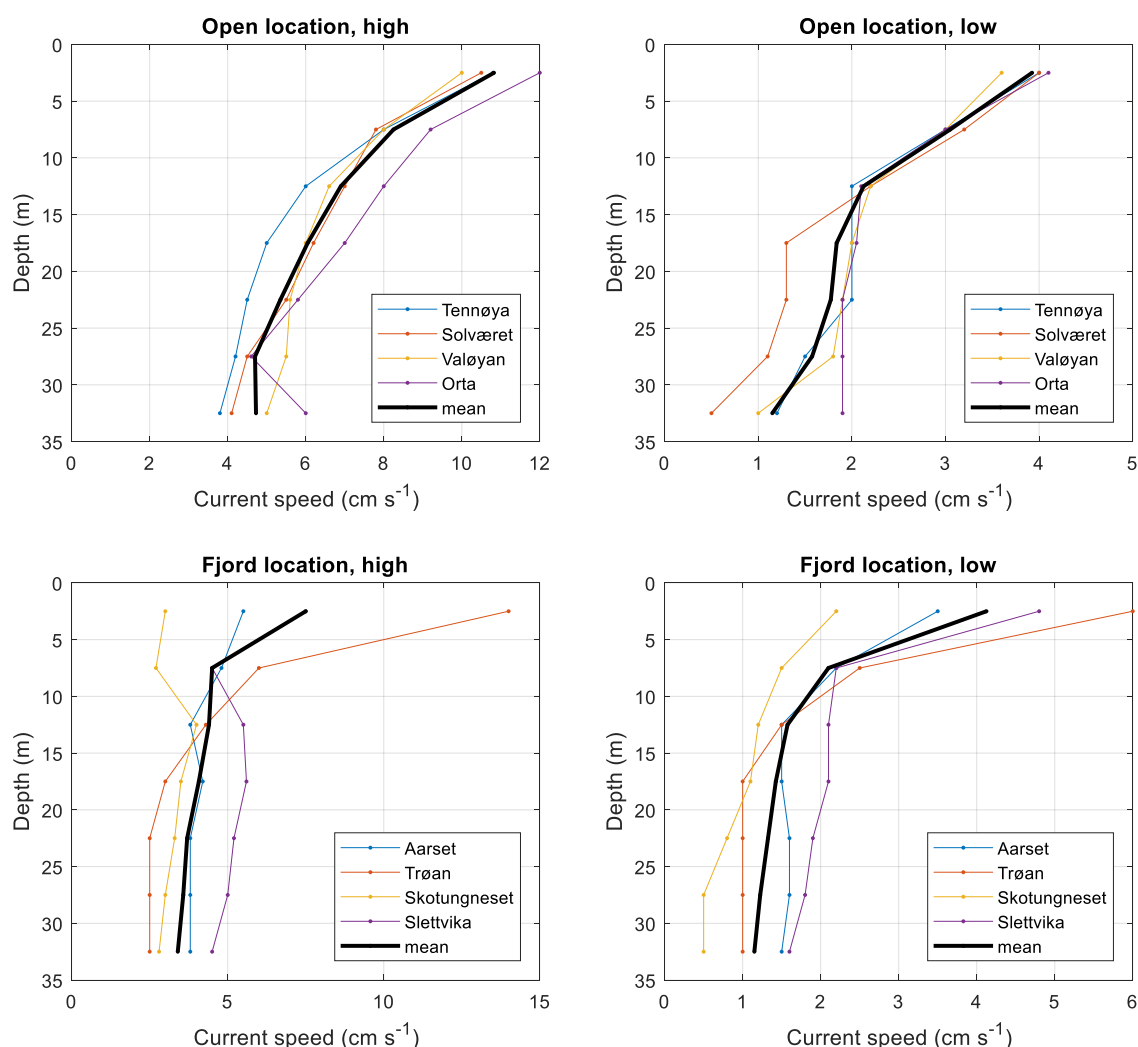 Open location, high
0
5
10
15
20
25
30
35
Depth (m)
Tennøya
Solværet
Valøyan
Orta
mean
0 2 4 6 8 10 12
Current speed (cm s⁻¹)
Open location, low
0
5
10
15
20
25
30
35
Depth (m)
Tennøya
Solværet
Valøyan
Orta
mean
0 1 2 3 4 5
Current speed (cm s⁻¹)
Fjord location, high
0
5
10
15
20
25
30
35
Depth (m)
Aarset
Trøan
Skotungneset
Slettvika
mean
0 5 10 15
Current speed (cm s⁻¹)
Fjord location, low
0
5
10
15
20
25
30
35
Depth (m)
Aarset
Trøan
Skotungneset
Slettvika
mean
0 1 2 3 4 5 6
Current speed (cm s⁻¹)